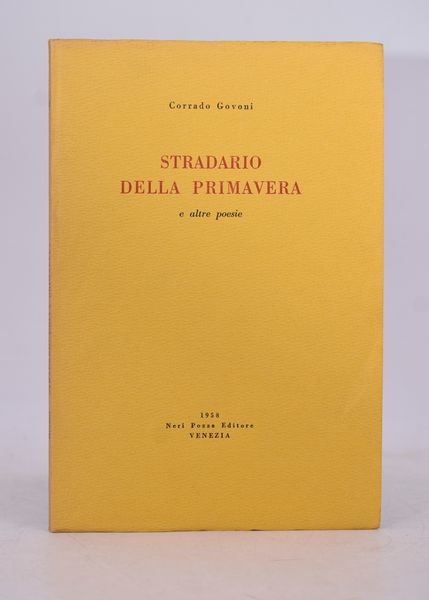 Corrado Govoni
STRADARIO
DELLA PRIMAVERA
e altre poesie
1958
Neri Pozza Editore
VENEZIA